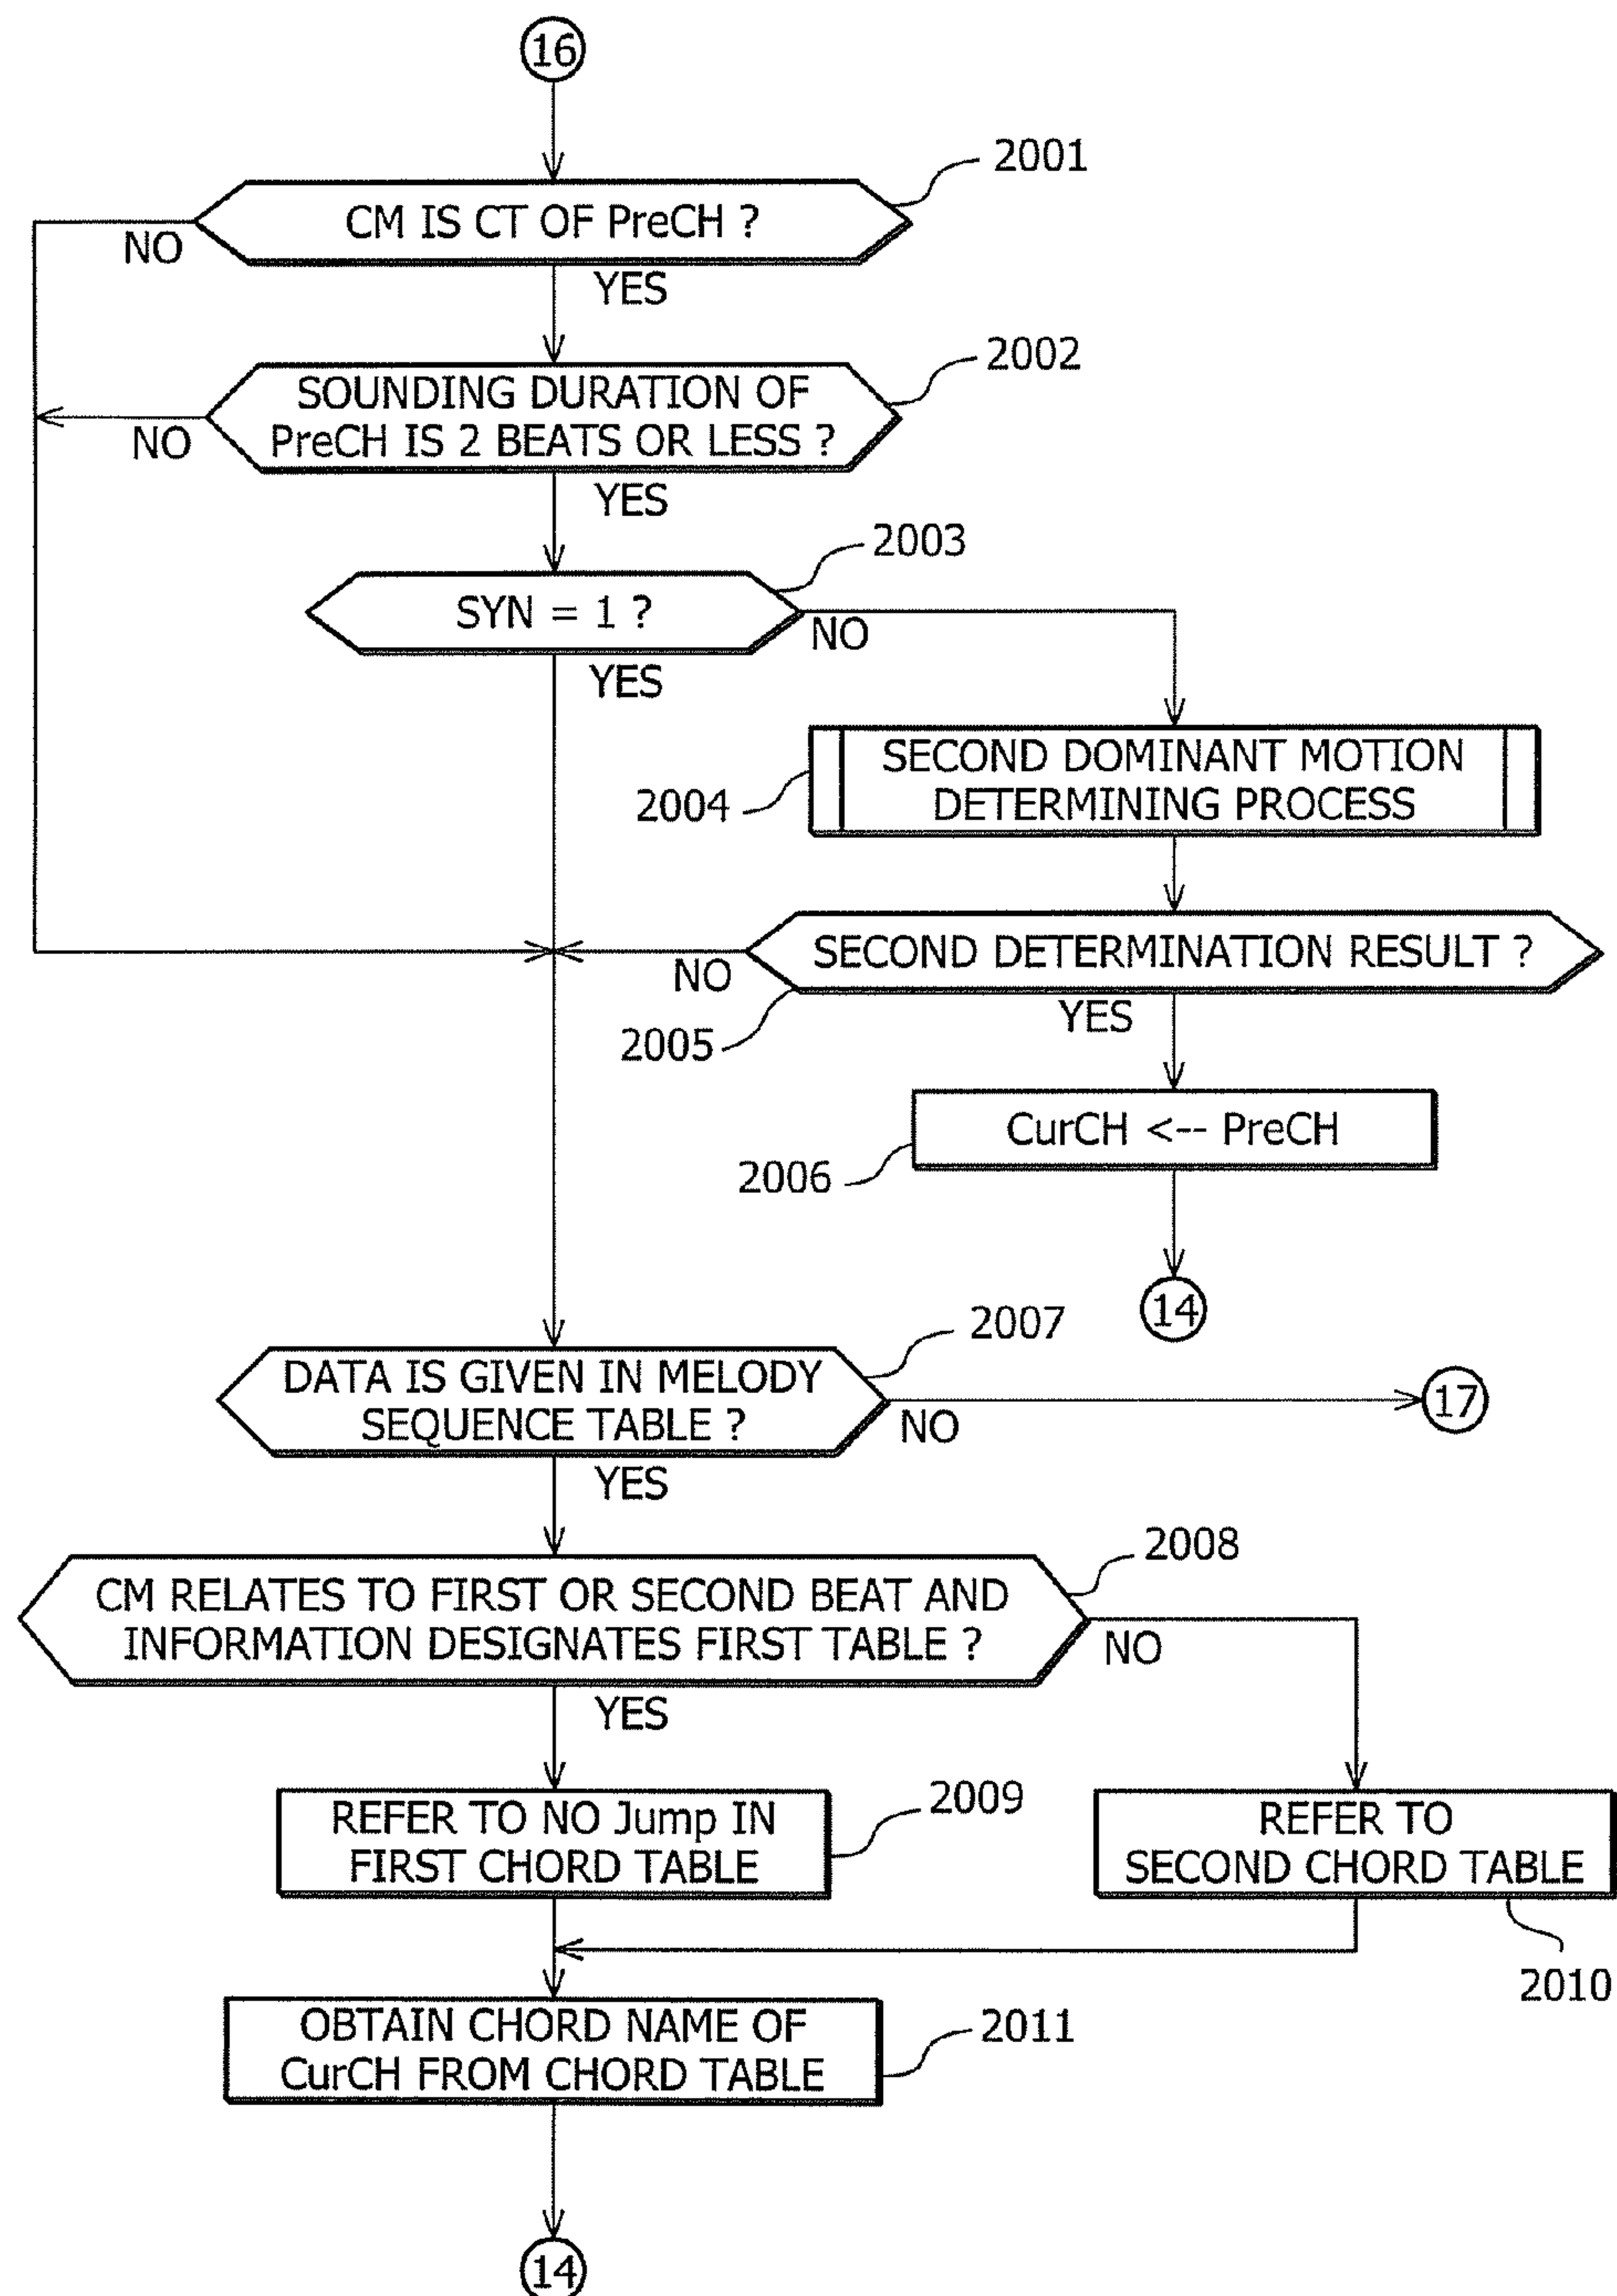 16
2001
CM IS CT OF PreCH ?
NO
YES
2002
SOUNDING DURATION OF
PreCH IS 2 BEATS OR LESS ?
NO
YES
2003
SYN = 1 ?
NO
YES
SECOND DOMINANT MOTION
DETERMINING PROCESS
2004
SECOND DETERMINATION RESULT ?
NO
YES
2005
CurCH <-- PreCH
2006
14
2007
DATA IS GIVEN IN MELODY
SEQUENCE TABLE ?
NO
17
YES
2008
CM RELATES TO FIRST OR SECOND BEAT AND
INFORMATION DESIGNATES FIRST TABLE ?
NO
YES
REFER TO NO Jump IN
FIRST CHORD TABLE
2009
REFER TO
SECOND CHORD TABLE
2010
OBTAIN CHORD NAME OF
CurCH FROM CHORD TABLE
2011
14